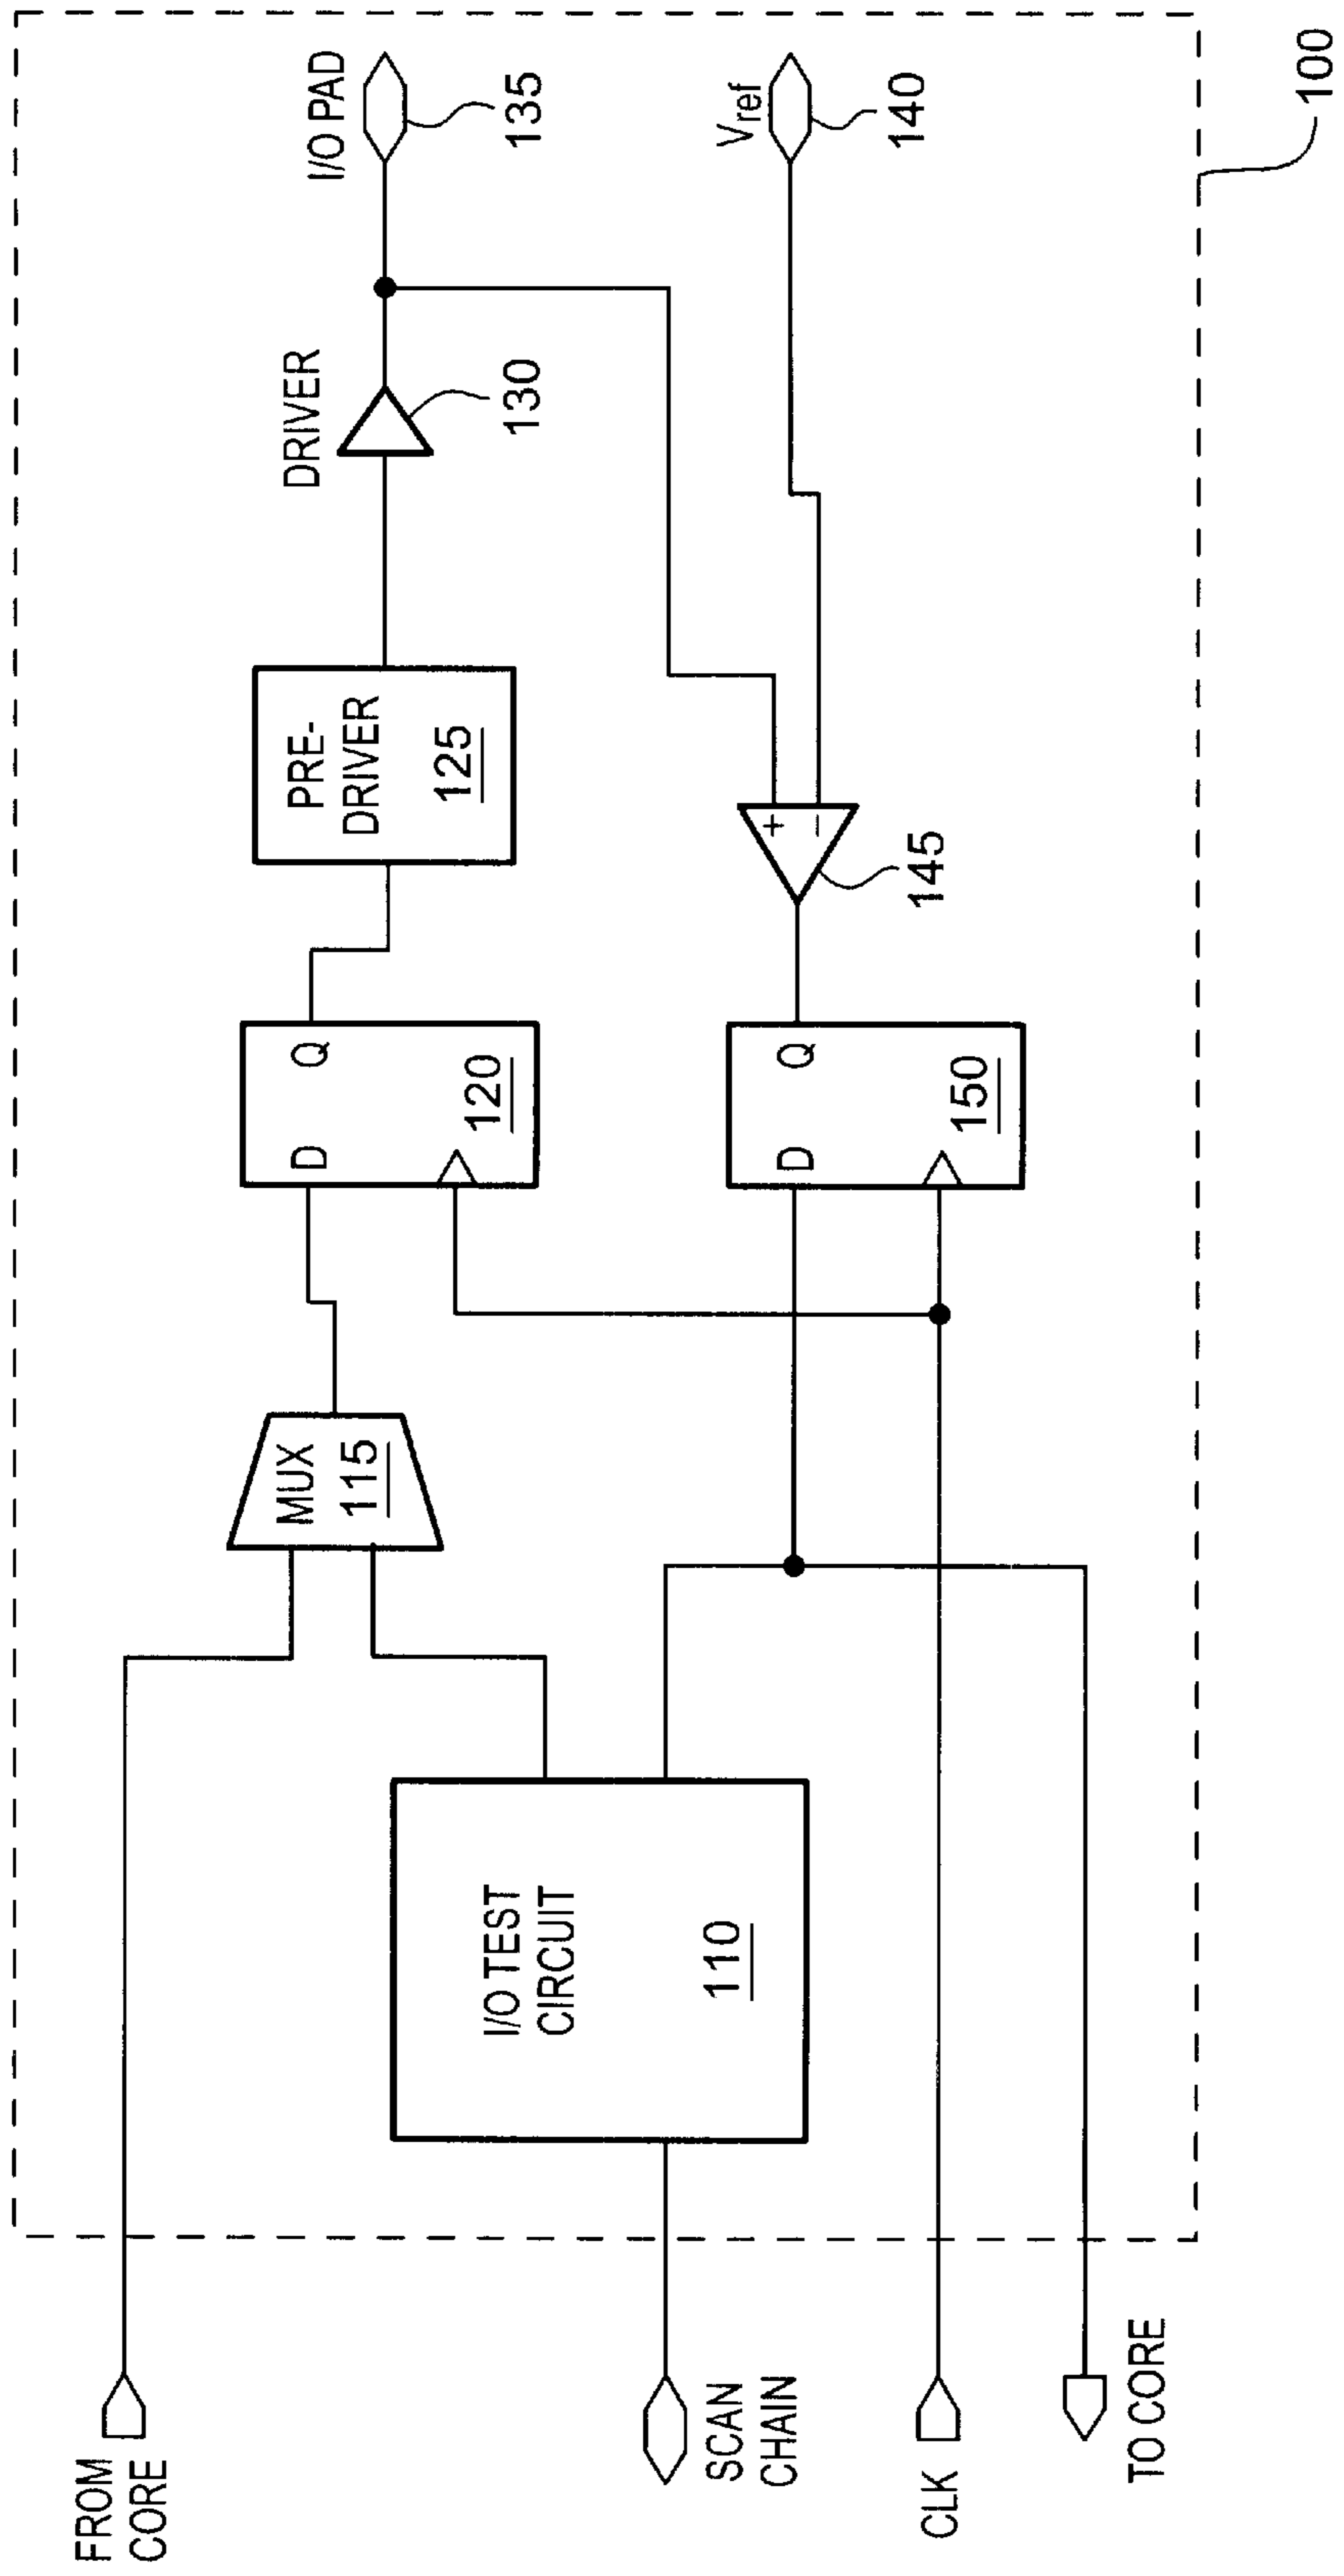 FROM
CORE
SCAN
CHAIN
CLK
TO CORE
I/O TEST
CIRCUIT
110
MUX
115
D
Q
120
D
Q
150
PRE-
DRIVER
125
+
−
145
DRIVER
130
I/O PAD
135
Vref
140
100